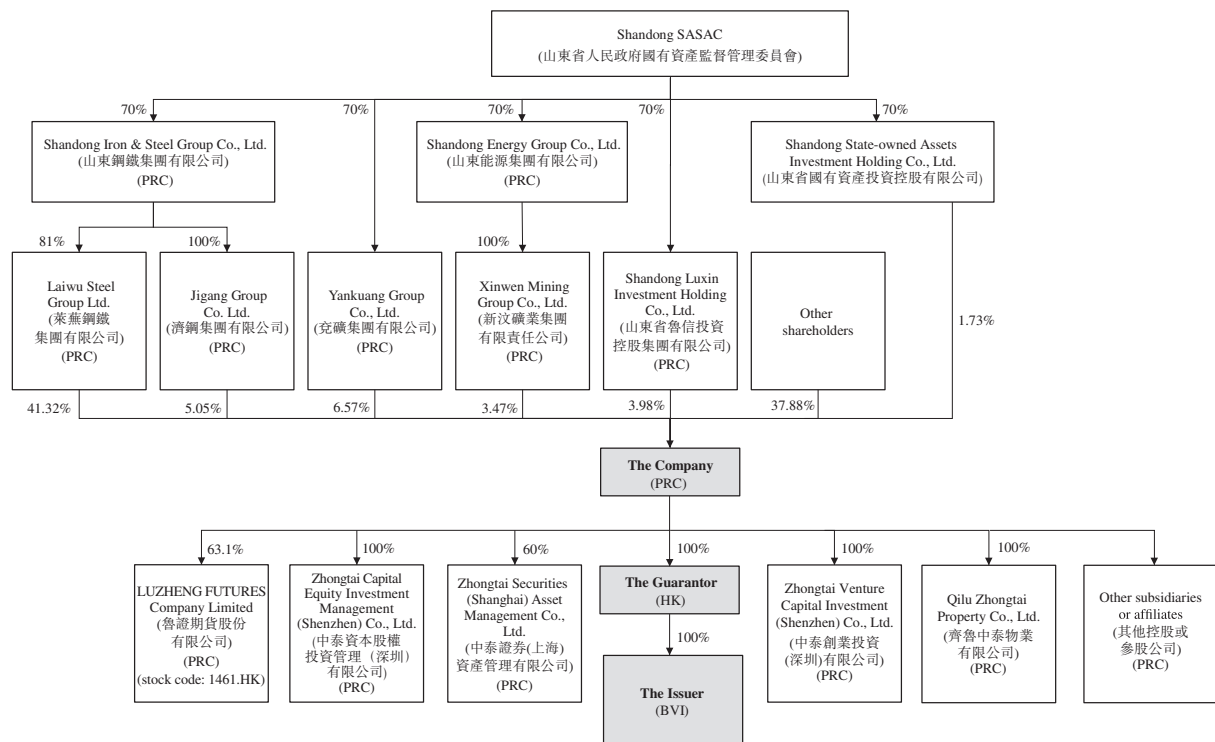 Shandong SASAC
(山東省人民政府國有資產監督管理委員會)
70%
70%
70%
70%
70%
Shandong Iron & Steel Group Co., Ltd.
(山東鋼鐵集團有限公司)
(PRC)
Shandong Energy Group Co., Ltd.
(山東能源集團有限公司)
(PRC)
Shandong State-owned Assets
Investment Holding Co., Ltd.
(山東省國有資產投資控股有限公司)
(PRC)
81%
100%
100%
Laiwu Steel
Group Ltd.
(萊蕪鋼鐵
集團有限公司)
(PRC)
Jigang Group
Co. Ltd.
(濟鋼集團有限公司)
(PRC)
Yankuang Group
Co., Ltd.
(兗礦集團有限公司)
(PRC)
Xinwen Mining
Group Co., Ltd.
(新汶礦業集團
有限責任公司)
(PRC)
Shandong Luxin
Investment Holding
Co., Ltd.
(山東省魯信投資
控股集團有限公司)
(PRC)
Other
shareholders
1.73%
41.32%
5.05%
6.57%
3.47%
3.98%
37.88%
The Company
(PRC)
63.1%
100%
60%
100%
100%
100%
LUZHENG FUTURES
Company Limited
(魯證期貨股份
有限公司)
(PRC)
(stock code: 1461.HK)
Zhongtai Capital
Equity Investment
Management
(Shenzhen) Co., Ltd.
(中泰資本股權
投資管理（深圳）
有限公司)
(PRC)
Zhongtai Securities
(Shanghai) Asset
Management Co.,
Ltd.
(中泰證券(上海)
資產管理有限公司)
(PRC)
The Guarantor
(HK)
100%
The Issuer
(BVI)
Zhongtai Venture
Capital Investment
(Shenzhen) Co., Ltd.
(中泰創業投資
(深圳)有限公司)
(PRC)
Qilu Zhongtai
Property Co., Ltd.
(齊魯中泰物業
有限公司)
(PRC)
Other subsidiaries
or affiliates
(其他控股或
參股公司)
(PRC)